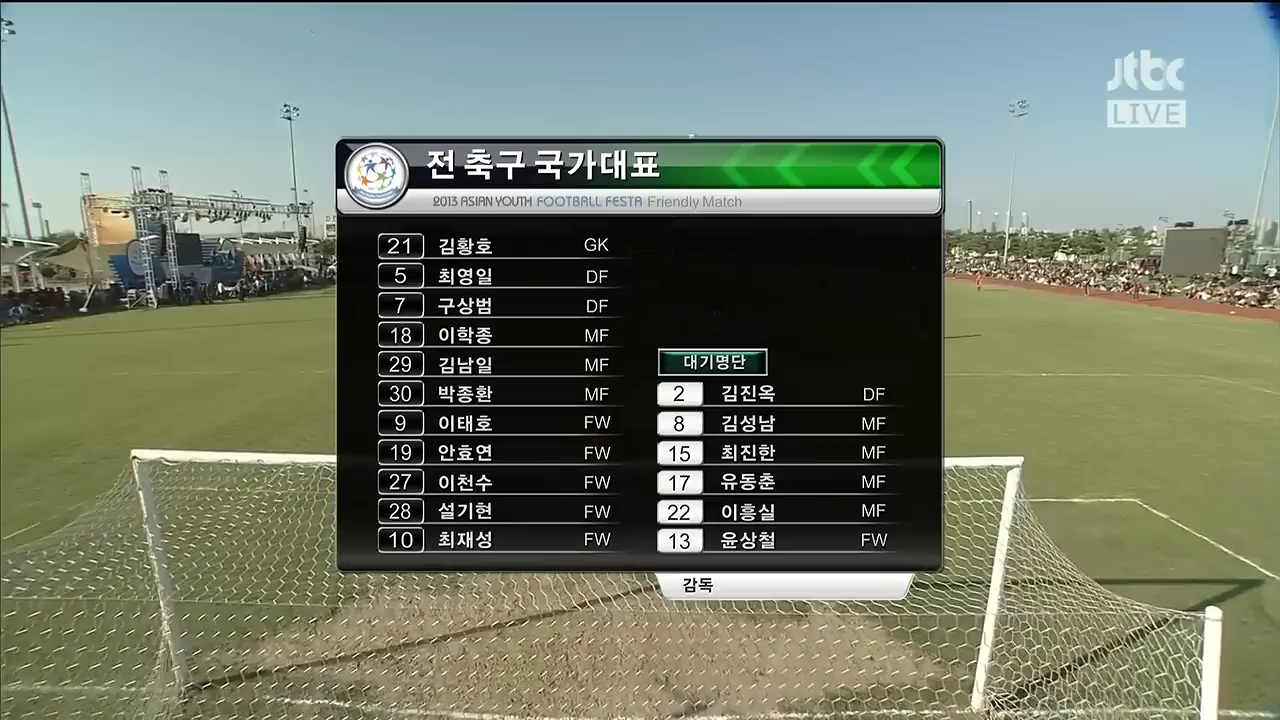 jtbc
LIVE
전 축구 국가대표
2013 ASIAN YOUTH FOOTBALL FESTA Friendly Match
21 김황호 GK
5 최영일 DF
7 구상범 DF
18 이학종 MF
29 김남일 MF
30 박종환 MF
9 이태호 FW
19 안효연 FW
27 이천수 FW
28 설기현 FW
10 최재성 FW
대기명단
2 김진옥 DF
8 김성남 MF
15 최진한 MF
17 유동춘 MF
22 이흥실 MF
13 윤상철 FW
감독